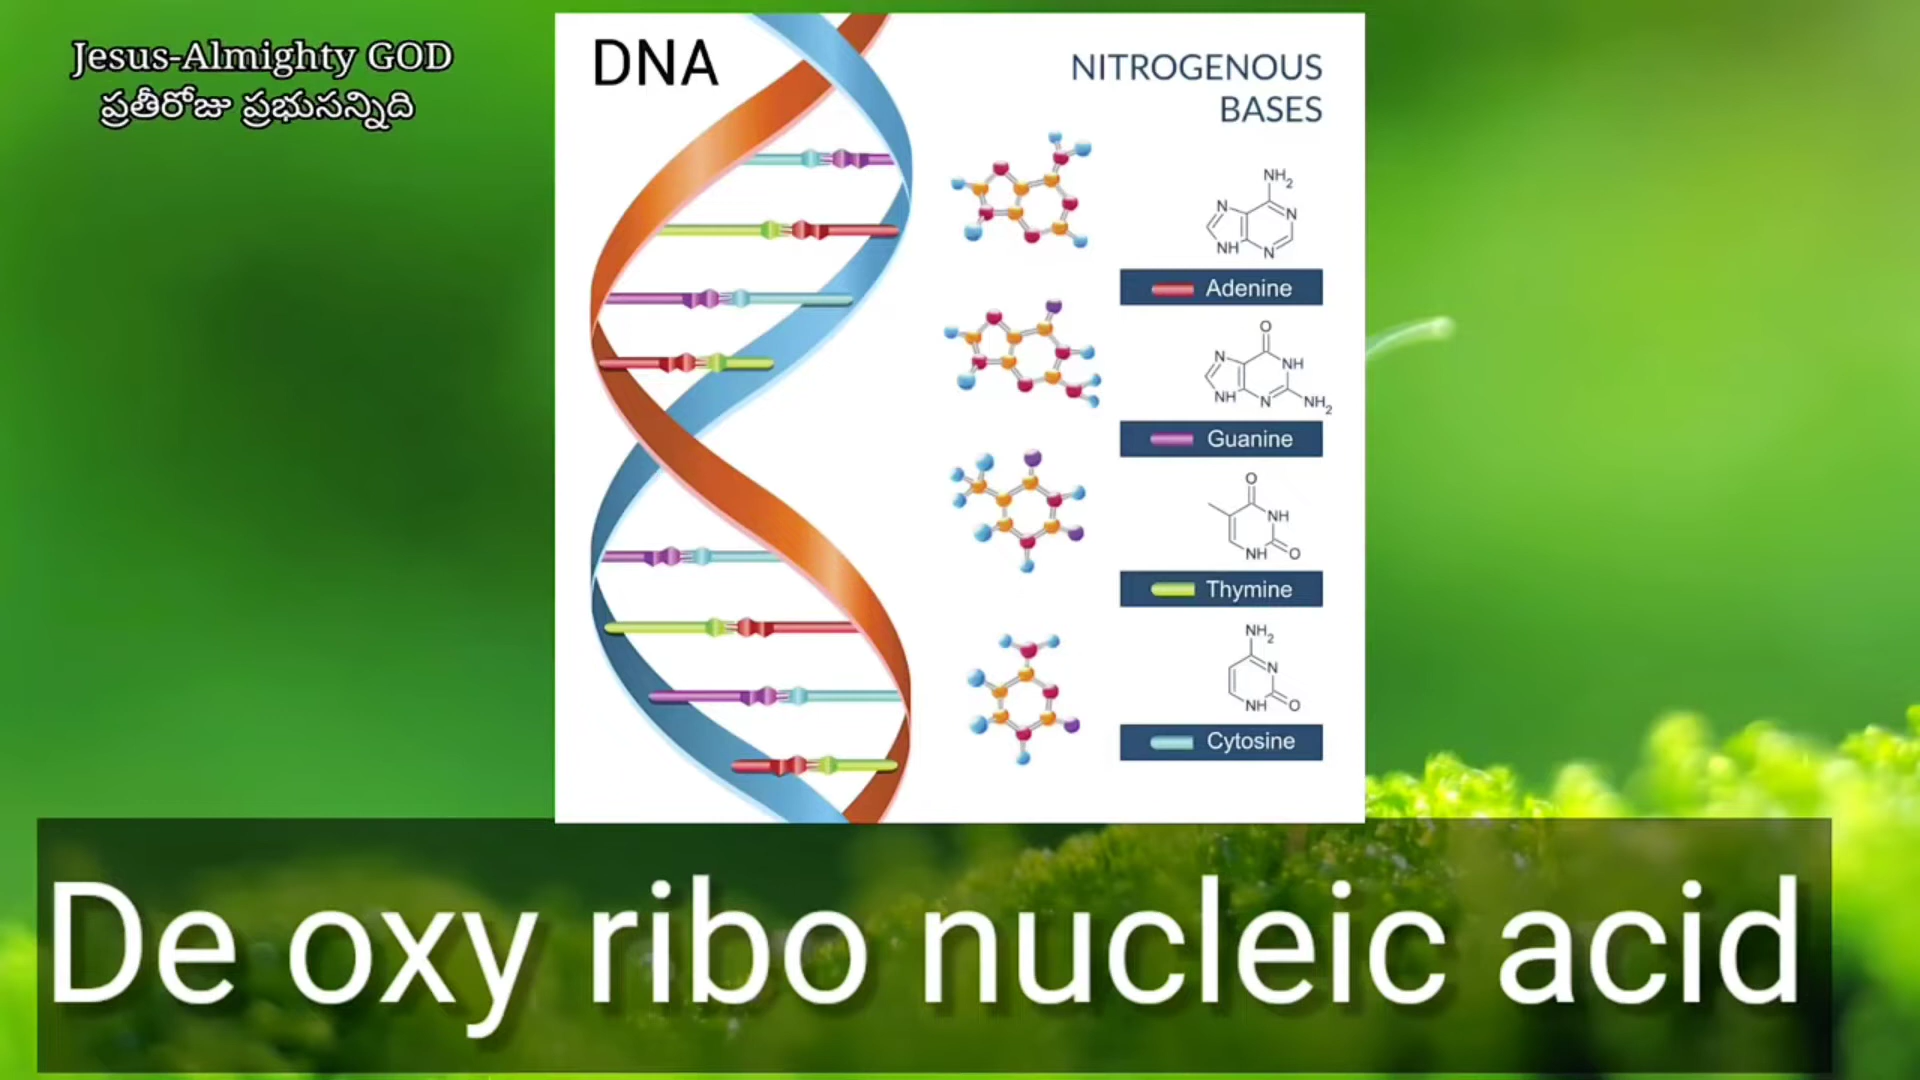 Jesus-Almighty GOD
ప్రతీరోజు ప్రభుసన్నిది
DNA
NITROGENOUS
BASES
NH2
N
N
NH
N
Adenine
O
N
NH
NH
N
NH2
Guanine
O
NH
NH
O
Thymine
NH2
N
NH
O
Cytosine
De oxy ribo nucleic acid